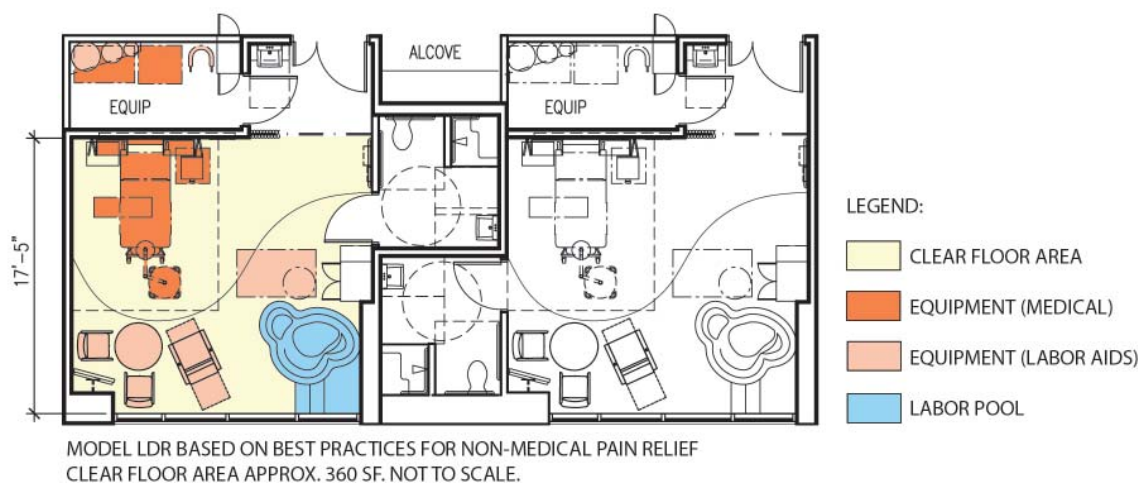 ALCOVE
EQUIP
EQUIP
17'-5"
LEGEND:
CLEAR FLOOR AREA
EQUIPMENT (MEDICAL)
EQUIPMENT (LABOR AIDS)
LABOR POOL
MODEL LDR BASED ON BEST PRACTICES FOR NON-MEDICAL PAIN RELIEF
CLEAR FLOOR AREA APPROX. 360 SF. NOT TO SCALE.